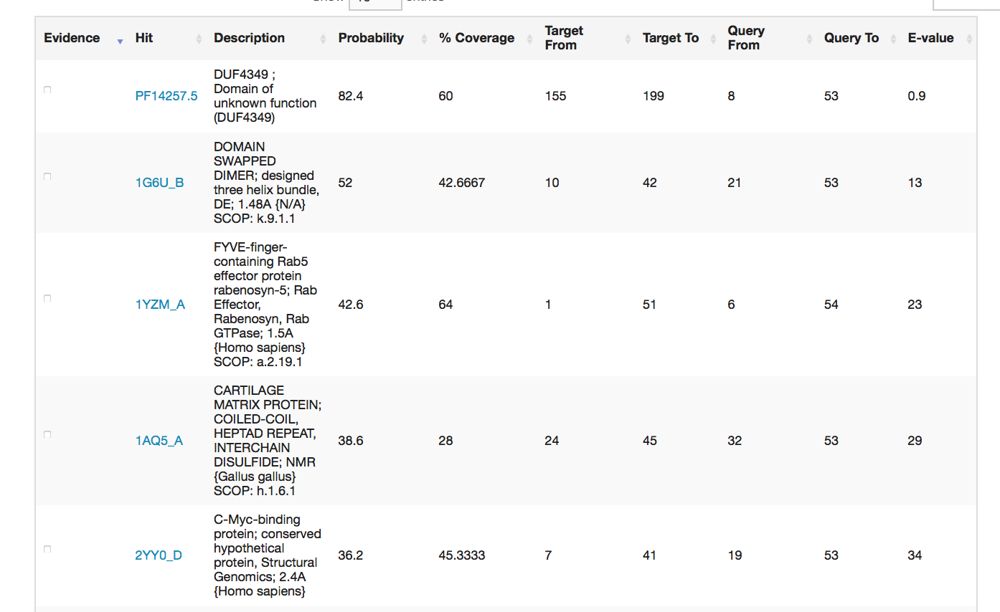 entries
Evidence Hit Description Probability % Coverage Target From Target To Query From Query To E-value
PF14257.5 DUF4349 ; 82.4 60 155 199 8 53 0.9
Domain of
unknown function
(DUF4349)
1G6U_B DOMAIN 52 42.6667 10 42 21 53 13
SWAPPED
DIMER; designed
three helix bundle,
DE; 1.48A {N/A}
SCOP: k.9.1.1
1YZM_A FYVE-finger- 42.6 64 1 51 6 54 23
containing Rab5
effector protein
rabenosyn-5; Rab
Effector,
Rabenosyn, Rab
GTPase; 1.5A
{Homo sapiens}
SCOP: a.2.19.1
1AQ5_A CARTILAGE 38.6 28 24 45 32 53 29
MATRIX PROTEIN;
COILED-COIL,
HEPTAD REPEAT,
INTERCHAIN
DISULFIDE; NMR
{Gallus gallus}
SCOP: h.1.6.1
2YY0_D C-Myc-binding 36.2 45.3333 7 41 19 53 34
protein; conserved
hypothetical
protein, Structural
Genomics; 2.4A
{Homo sapiens}